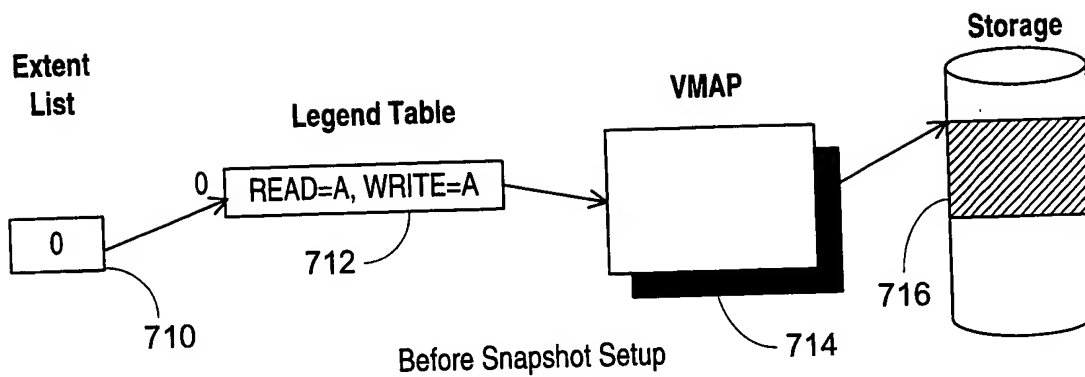 Storage
Extent
List
VMAP
Legend Table
0
READ=A, WRITE=A
0
712
716
710
714
Before Snapshot Setup